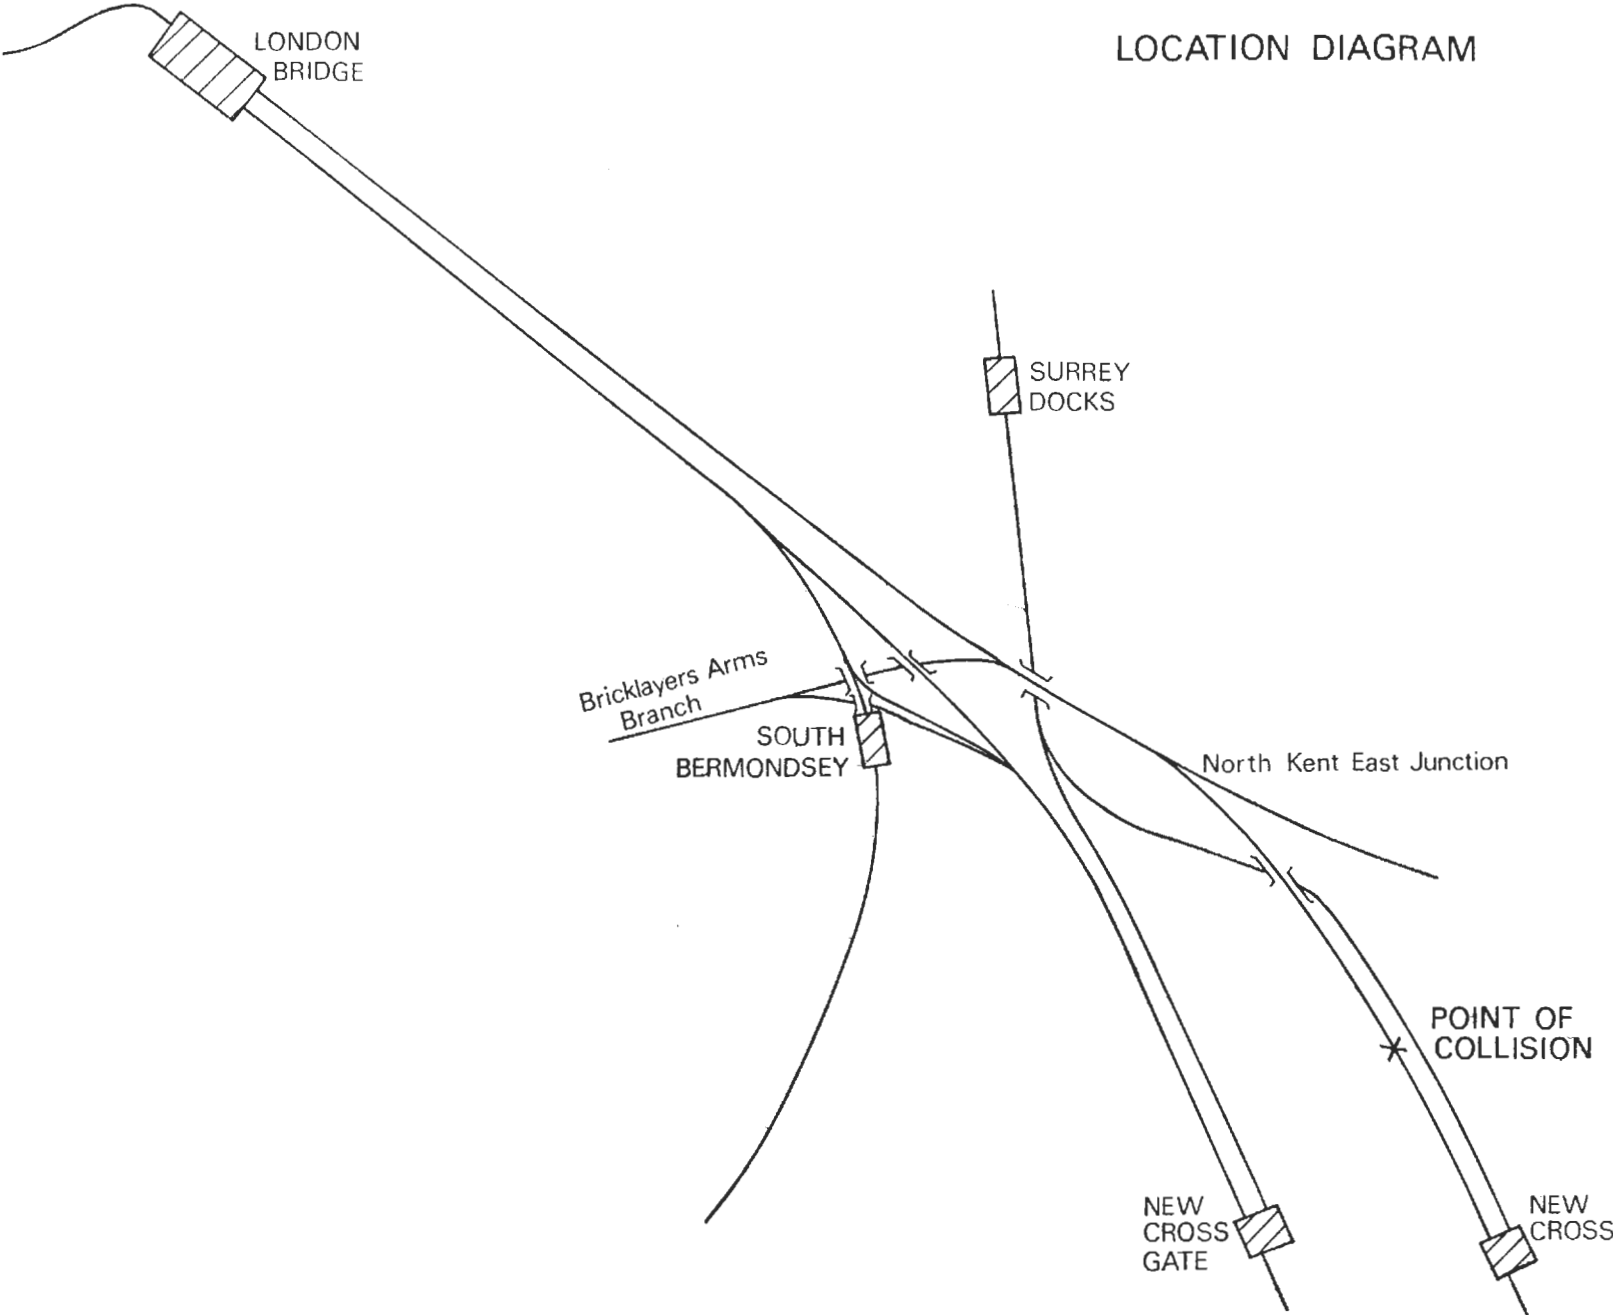 LOCATION DIAGRAM
LONDON
BRIDGE
SURREY
DOCKS
Bricklayers Arms
Branch
SOUTH
BERMONDSEY
North Kent East Junction
POINT OF
COLLISION
NEW
CROSS
GATE
NEW
CROSS